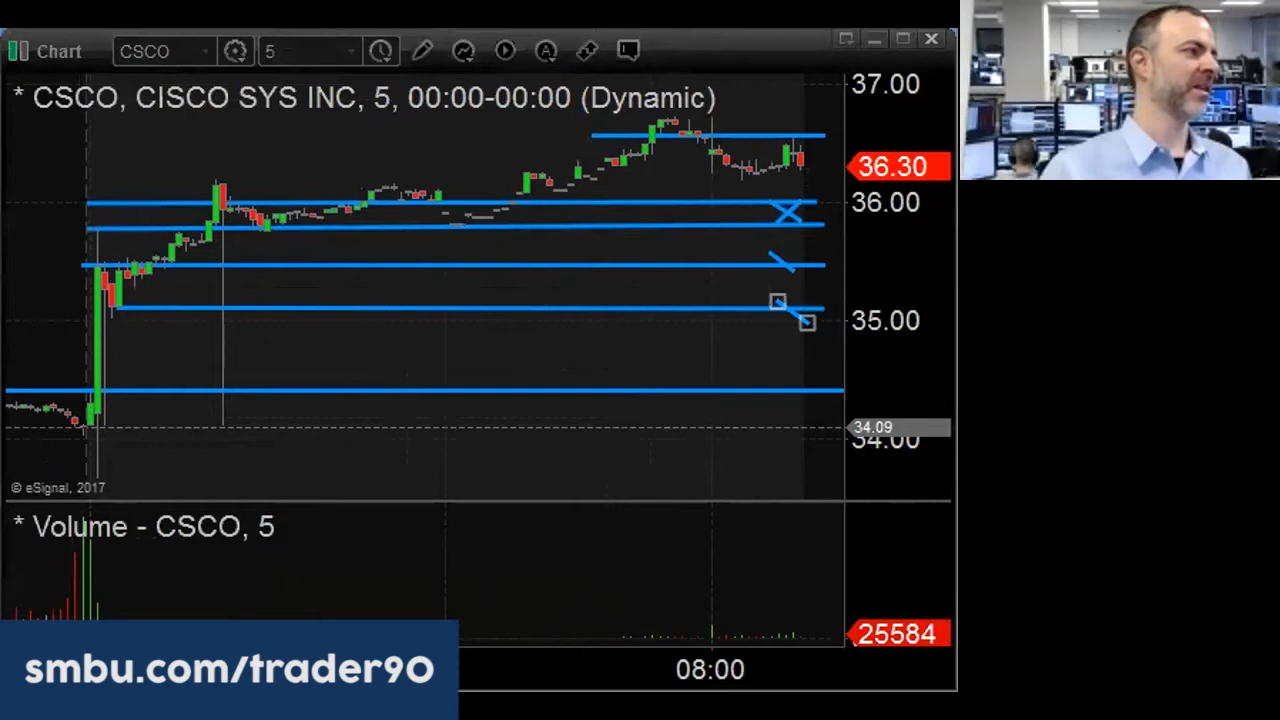 Chart
CSCO
5
* CSCO, CISCO SYS INC, 5, 00:00-00:00 (Dynamic)
37.00
36.30
36.00
35.00
34.09
34.00
© eSignal, 2017
* Volume - CSCO, 5
25584
08:00
smbu.com/trader90